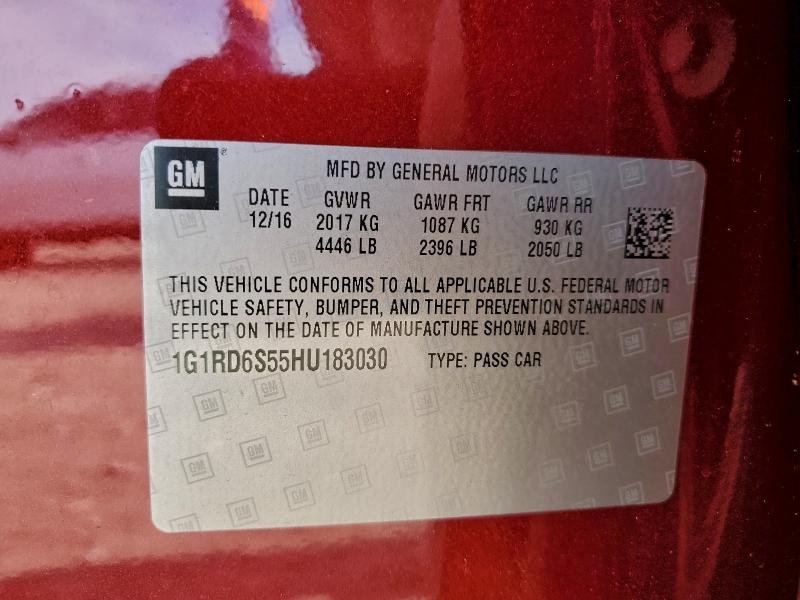 GM® MFD BY GENERAL MOTORS LLC
DATE GVWR GAWR FRT GAWR RR
12/16 2017 KG 1087 KG 930 KG
4446 LB 2396 LB 2050 LB
THIS VEHICLE CONFORMS TO ALL APPLICABLE U.S. FEDERAL MOTOR
VEHICLE SAFETY, BUMPER, AND THEFT PREVENTION STANDARDS IN
EFFECT ON THE DATE OF MANUFACTURE SHOWN ABOVE.
1G1RD6S55HU183030 TYPE: PASS CAR